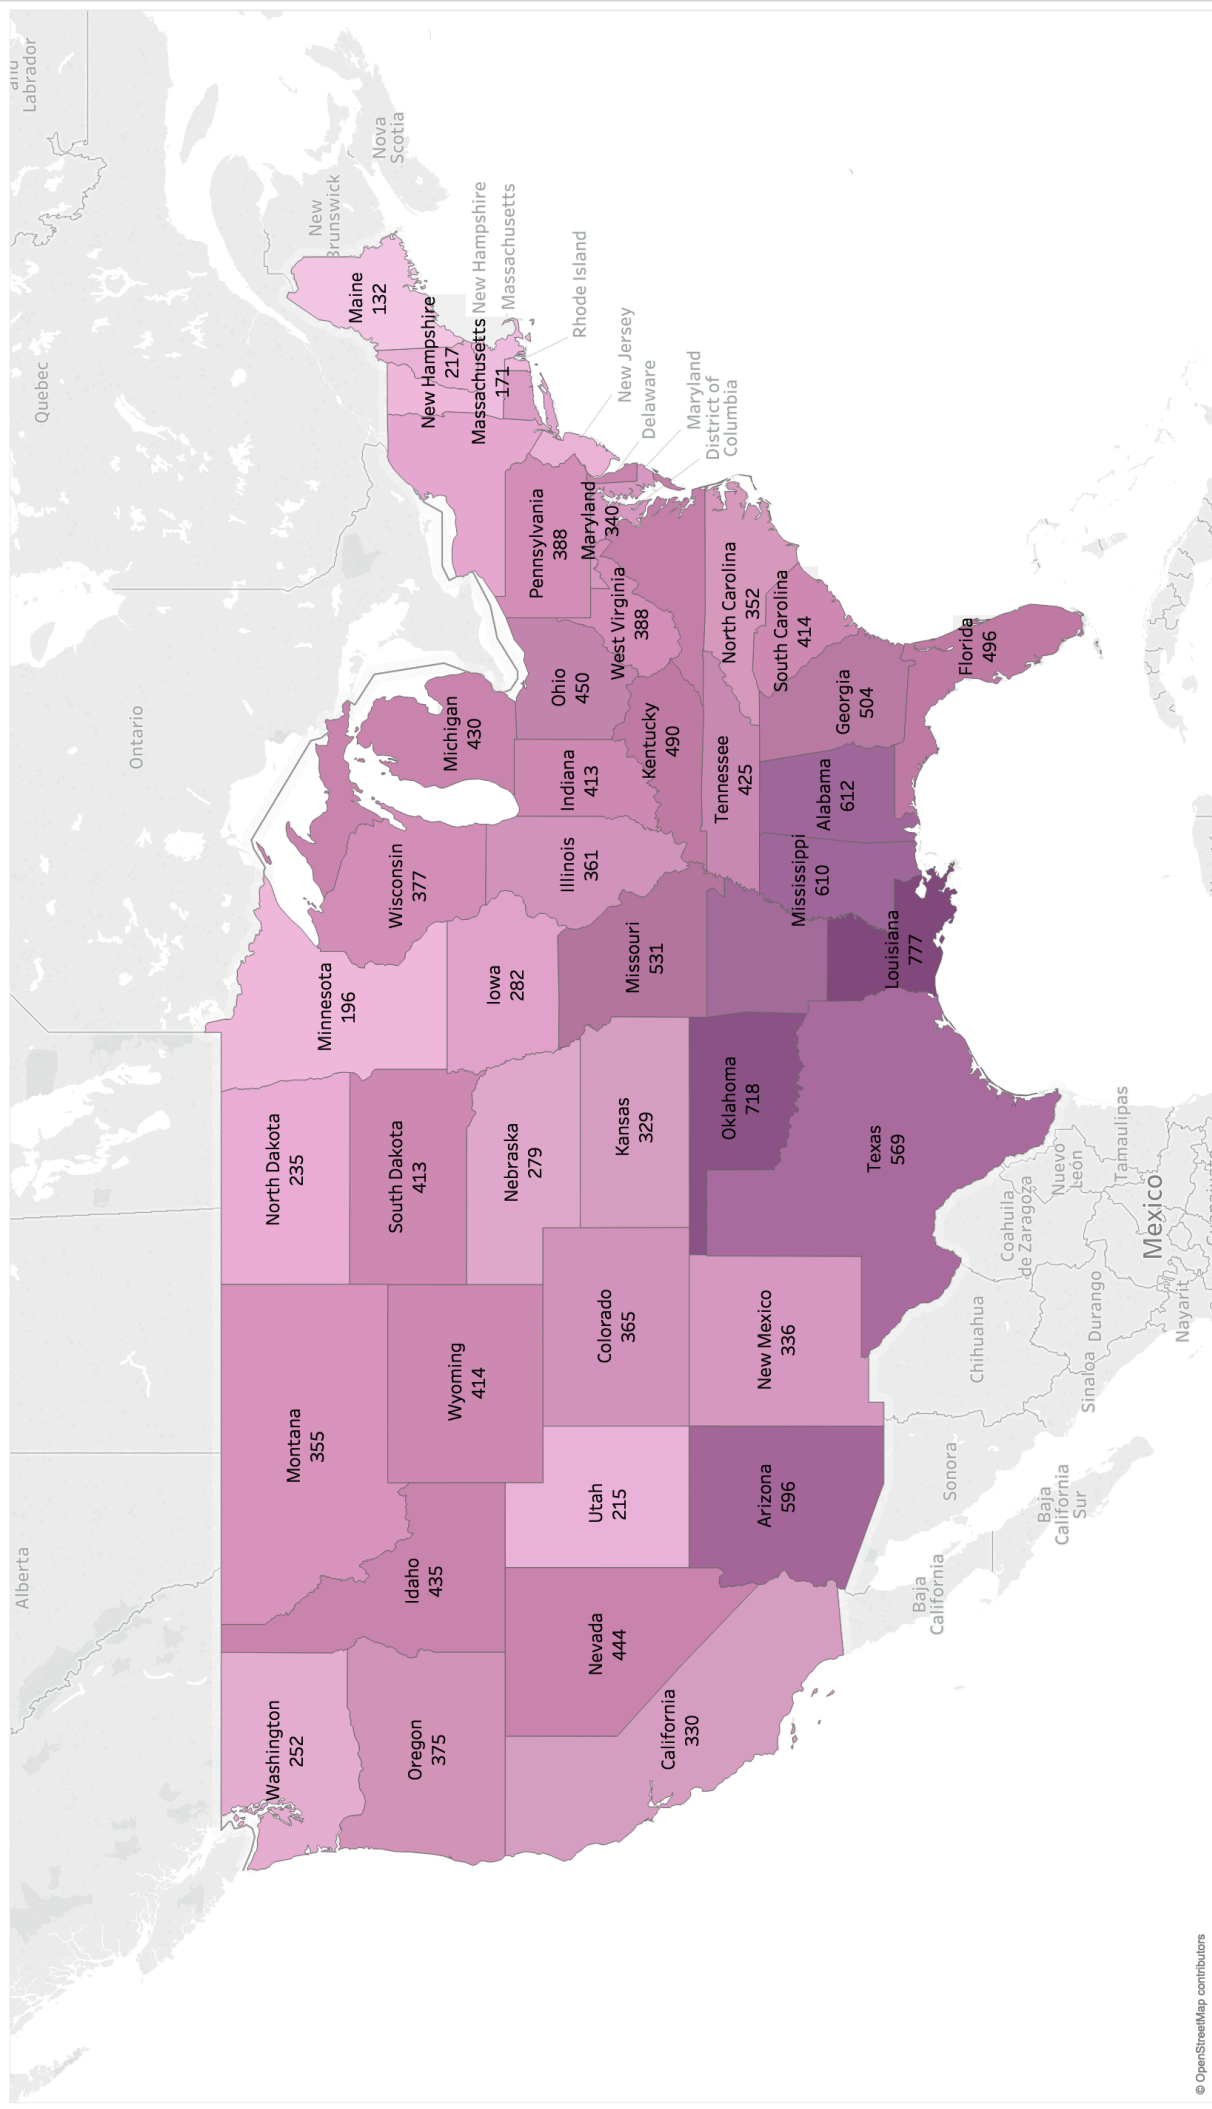 and
Labrador
Quebec
Ontario
Alberta
New
Brunswick
Nova
Scotia
Maine
132
New Hampshire
217
Massachusetts
171
New Hampshire
Massachusetts
Rhode Island
New Jersey
Delaware
Maryland
District of
Columbia
Washington
252
Montana
355
North Dakota
235
Minnesota
196
Wisconsin
377
Michigan
430
Oregon
375
Idaho
435
Wyoming
414
South Dakota
413
Iowa
282
Nebraska
279
Illinois
361
Indiana
413
Ohio
450
Pennsylvania
388
Maryland
340
West Virginia
388
Nevada
444
Utah
215
Colorado
365
Kansas
329
Missouri
531
Kentucky
490
California
330
Arizona
596
New Mexico
336
Oklahoma
718
Tennessee
425
North Carolina
352
South Carolina
414
Texas
569
Louisiana
777
Mississippi
610
Alabama
612
Georgia
504
Florida
496
Baja
California
Sonora
Chihuahua
Coahuila
de Zaragoza
Nuevo
León
Tamaulipas
Baja
California
Sur
Sinaloa
Durango
Mexico
Nayarit
© OpenStreetMap contributors